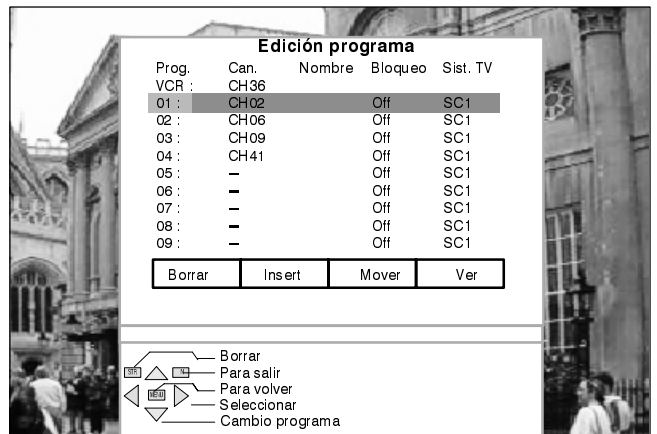 Edición programa
Prog. Can. Nombre Bloqueo Sist. TV
VCR : CH36
01 : CH02 Off SC1
02 : CH06 Off SC1
03 : CH09 Off SC1
04 : CH41 Off SC1
05 : – Off SC1
06 : – Off SC1
07 : – Off SC1
08 : – Off SC1
09 : – Off SC1
Borrar Insert Mover Ver
Borrar
STR N Para salir
MENU Para volver
Seleccionar
Cambio programa